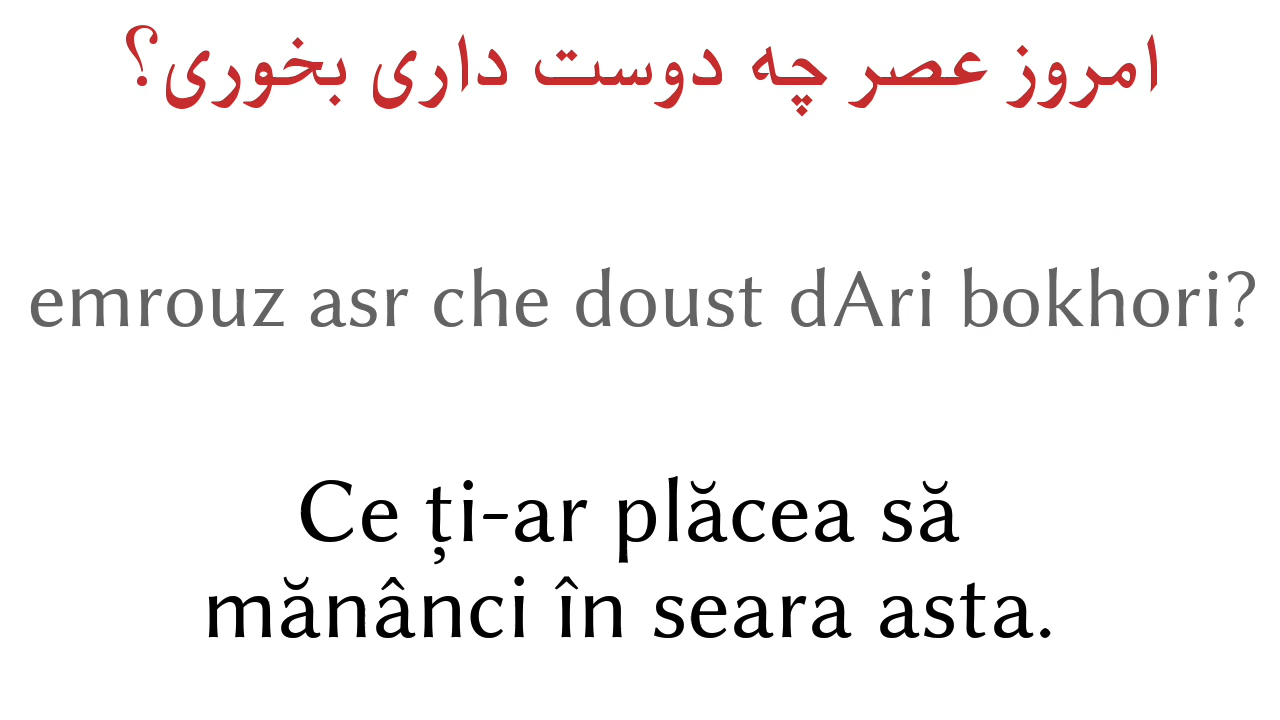 امروز عصر چه دوست داری بخوری؟
emrouz asr che doust dAri bokhori?
Ce ți-ar plăcea să
mănânci în seara asta.